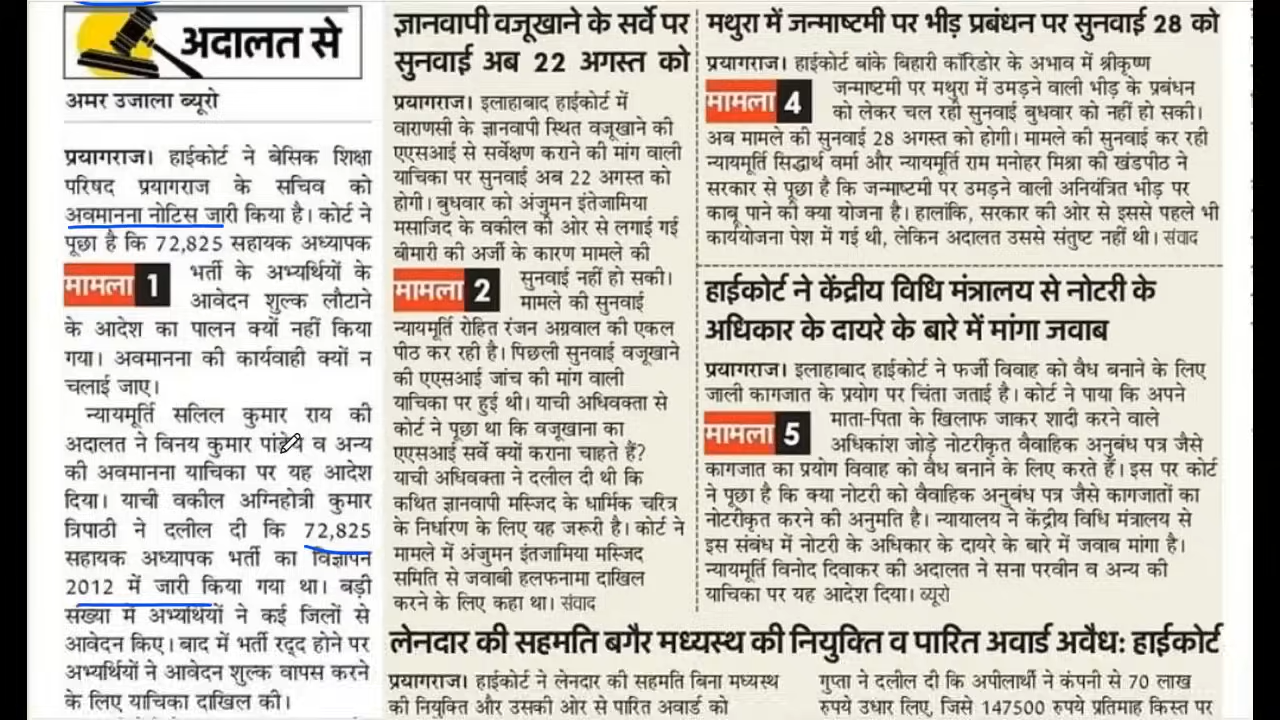 अदालत से
अमर उजाला ब्यूरो
प्रयागराज। हाईकोर्ट ने बेसिक शिक्षा
परिषद प्रयागराज के सचिव को
अवमानना नोटिस जारी किया है। कोर्ट ने
पूछा है कि 72,825 सहायक अध्यापक
मामला 1
भर्ती के अभ्यर्थियों के
आवेदन शुल्क लौटाने
के आदेश का पालन क्यों नहीं किया
गया। अवमानना की कार्यवाही क्यों न
चलाई जाए।
न्यायमूर्ति सलिल कुमार राय की
अदालत ने विनय कुमार पांडेय व अन्य
की अवमानना याचिका पर यह आदेश
दिया। याची वकील अग्निहोत्री कुमार
त्रिपाठी ने दलील दी कि 72,825
सहायक अध्यापक भर्ती का विज्ञापन
2012 में जारी किया गया था। बड़ी
संख्या में अभ्यर्थियों ने कई जिलों से
आवेदन किए। बाद में भर्ती रद्द होने पर
अभ्यर्थियों ने आवेदन शुल्क वापस करने
के लिए याचिका दाखिल की।
ज्ञानवापी वजूखाने के सर्वे पर
सुनवाई अब 22 अगस्त को
प्रयागराज। इलाहाबाद हाईकोर्ट में
वाराणसी के ज्ञानवापी स्थित वजूखाने की
एएसआई से सर्वेक्षण कराने की मांग वाली
याचिका पर सुनवाई अब 22 अगस्त को
होगी। बुधवार को अंजुमन इंतेजामिया
मसाजिद के वकील की ओर से लगाई गई
बीमारी की अर्जी के कारण मामले की
मामला 2
सुनवाई नहीं हो सकी।
मामले की सुनवाई
न्यायमूर्ति रोहित रंजन अग्रवाल की एकल
पीठ कर रही है। पिछली सुनवाई वजूखाने
की एएसआई जांच की मांग वाली
याचिका पर हुई थी। याची अधिवक्ता से
कोर्ट ने पूछा था कि वजूखाना का
एएसआई सर्वे क्यों कराना चाहते हैं?
याची अधिवक्ता ने दलील दी थी कि
कथित ज्ञानवापी मस्जिद के धार्मिक चरित्र
के निर्धारण के लिए यह जरूरी है। कोर्ट ने
मामले में अंजुमन इंतजामिया मस्जिद
समिति से जवाबी हलफनामा दाखिल
करने के लिए कहा था। संवाद
मथुरा में जन्माष्टमी पर भीड़ प्रबंधन पर सुनवाई 28 को
प्रयागराज। हाईकोर्ट बांके बिहारी कॉरिडोर के अभाव में श्रीकृष्ण
मामला 4
जन्माष्टमी पर मथुरा में उमड़ने वाली भीड़ के प्रबंधन
को लेकर चल रही सुनवाई बुधवार को नहीं हो सकी।
अब मामले की सुनवाई 28 अगस्त को होगी। मामले की सुनवाई कर रही
न्यायमूर्ति सिद्धार्थ वर्मा और न्यायमूर्ति राम मनोहर मिश्रा की खंडपीठ ने
सरकार से पूछा है कि जन्माष्टमी पर उमड़ने वाली अनियंत्रित भीड़ पर
काबू पाने की क्या योजना है। हालांकि, सरकार की ओर से इससे पहले भी
कार्ययोजना पेश में गई थी, लेकिन अदालत उससे संतुष्ट नहीं थी। संवाद
हाईकोर्ट ने केंद्रीय विधि मंत्रालय से नोटरी के
अधिकार के दायरे के बारे में मांगा जवाब
प्रयागराज। इलाहाबाद हाईकोर्ट ने फर्जी विवाह को वैध बनाने के लिए
जाली कागजात के प्रयोग पर चिंता जताई है। कोर्ट ने पाया कि अपने
मामला 5
माता-पिता के खिलाफ जाकर शादी करने वाले
अधिकांश जोड़े नोटरीकृत वैवाहिक अनुबंध पत्र जैसे
कागजात का प्रयोग विवाह को वैध बनाने के लिए करते हैं। इस पर कोर्ट
ने पूछा है कि क्या नोटरी को वैवाहिक अनुबंध पत्र जैसे कागजातों का
नोटरीकृत करने की अनुमति है। न्यायालय ने केंद्रीय विधि मंत्रालय से
इस संबंध में नोटरी के अधिकार के दायरे के बारे में जवाब मांगा है।
न्यायमूर्ति विनोद दिवाकर की अदालत ने सना परवीन व अन्य की
याचिका पर यह आदेश दिया। ब्यूरो
लेनदार की सहमति बगैर मध्यस्थ की नियुक्ति व पारित अवार्ड अवैध: हाईकोर्ट
प्रयागराज। हाईकोर्ट ने लेनदार की सहमति बिना मध्यस्थ
की नियुक्ति और उसकी ओर से पारित अवार्ड को
गुप्ता ने दलील दी कि अपीलार्थी ने कंपनी से 70 लाख
रुपये उधार लिए, जिसे 147500 रुपये प्रतिमाह किस्त पर